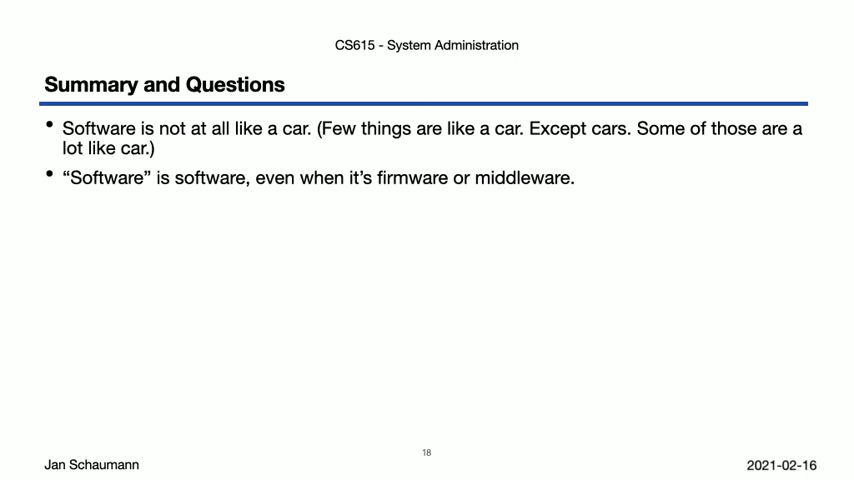 CS615 - System Administration
Summary and Questions
• Software is not at all like a car. (Few things are like a car. Except cars. Some of those are a
lot like car.)
• “Software” is software, even when it’s firmware or middleware.
18
Jan Schaumann
2021-02-16